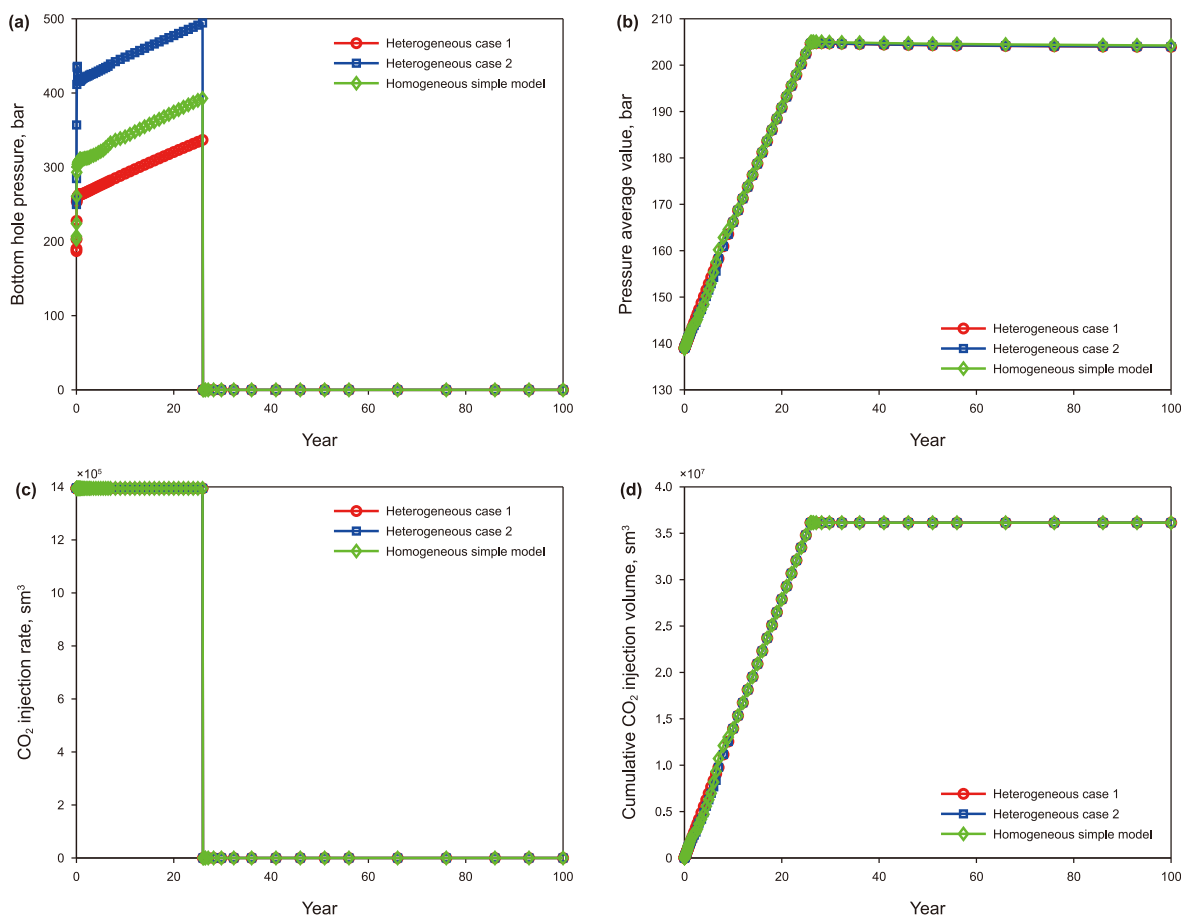 (a)
500
400
300
200
100
0
Bottom hole pressure, bar
Heterogeneous case 1
Heterogeneous case 2
Homogeneous simple model
0
20
40
60
80
100
Year
(b)
210
200
190
180
170
160
150
140
130
Pressure average value, bar
Heterogeneous case 1
Heterogeneous case 2
Homogeneous simple model
0
20
40
60
80
100
Year
(c)
×10⁵
14
12
10
8
6
4
2
0
CO₂ injection rate, sm³
Heterogeneous case 1
Heterogeneous case 2
Homogeneous simple model
0
20
40
60
80
100
Year
(d)
×10⁷
4.0
3.5
3.0
2.5
2.0
1.5
1.0
0.5
0
Cumulative CO₂ injection volume, sm³
Heterogeneous case 1
Heterogeneous case 2
Homogeneous simple model
0
20
40
60
80
100
Year